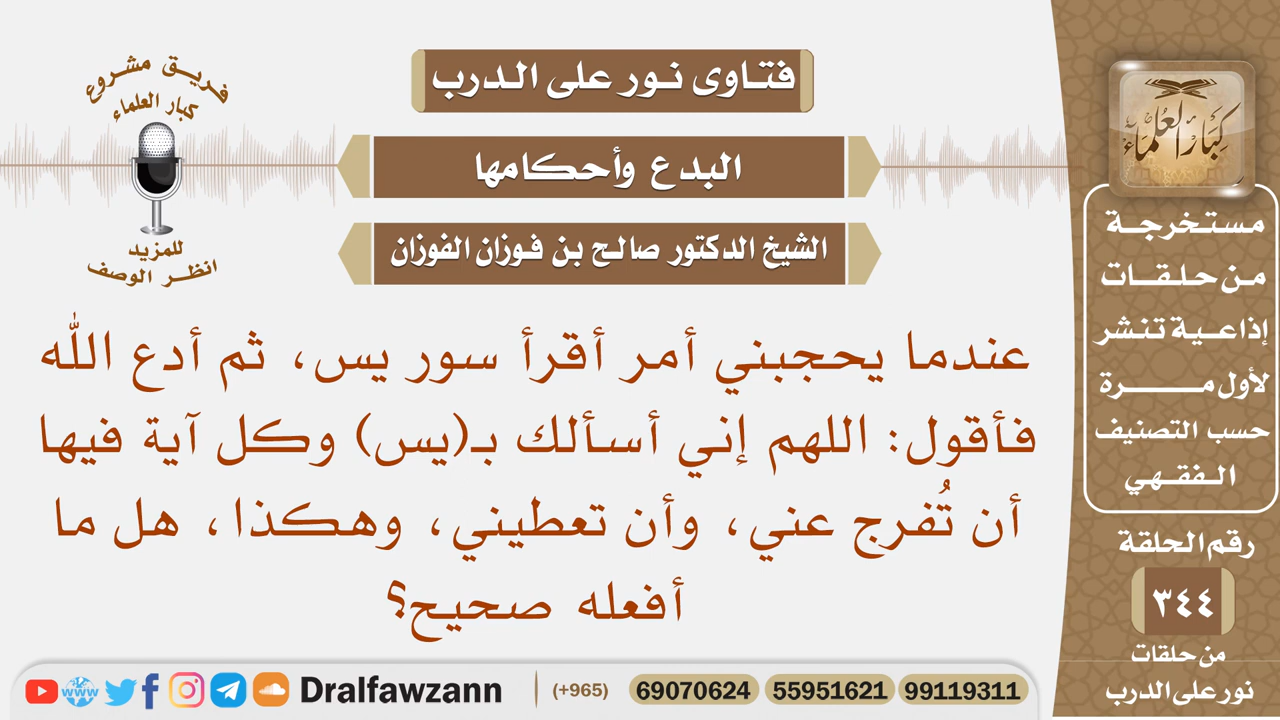 فتاوى نور على الدرب
البدع وأحكامها
الشيخ الدكتور صالح بن فوزان الفوزان
عندما يحجبني أمر أقرأ سور يس، ثم أدع الله
فأقول: اللهم إني أسألك بـ(يس) وكل آية فيها
أن تُفرج عني، وأن تعطيني، وهكذا، هل ما
أفعله صحيح؟
فريق مشروع
كبار العلماء
للمزيد
انظر الوصف
كبار العلماء
مستخرجة
من حلقات
إذاعية تنشر
لأول مرة
حسب التصنيف
الفقهي
رقم الحلقة
٣٤٤
من حلقات
نور على الدرب
www Dralfawzann (+965) 69070624 55951621 99119311